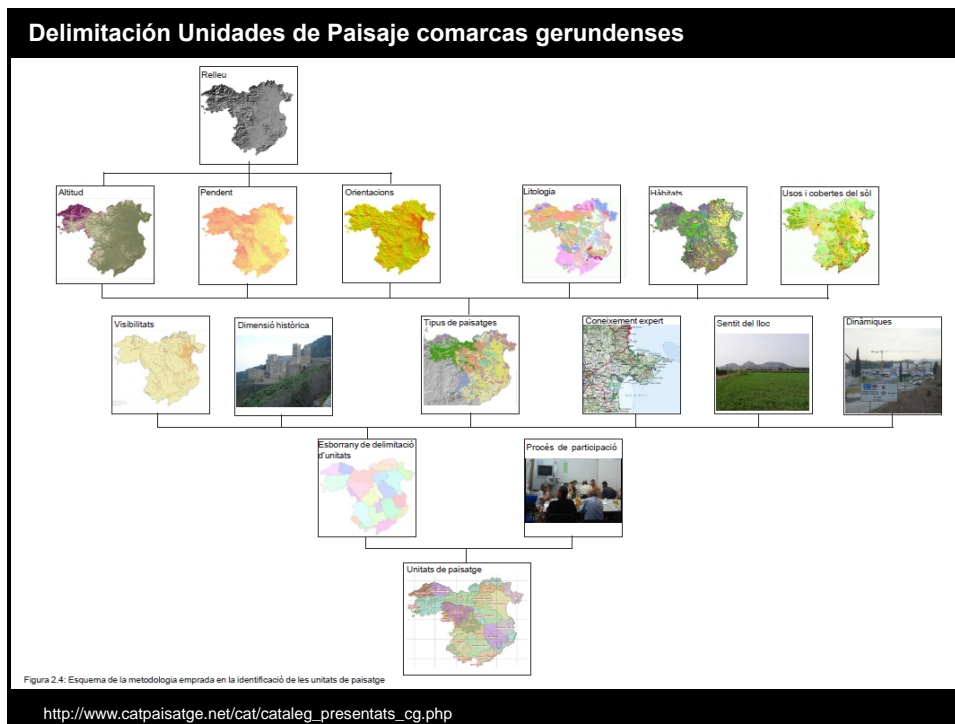 Delimitación Unidades de Paisaje comarcas gerundenses
Relleu
Altitud
Pendent
Orientacions
Litologia
Hàbitats
Usos i cobertes del sòl
Visibilitats
Dimensió històrica
Tipus de paisatges
Coneixement expert
Sentit del lloc
Dinàmiques
Esborrany de delimitació
d'unitats
Procés de participació
Unitats de paisatge
Figura 2.4: Esquema de la metodologia emprada en la identificació de les unitats de paisatge
http://www.catpaisatge.net/cat/cataleg_presentats_cg.php